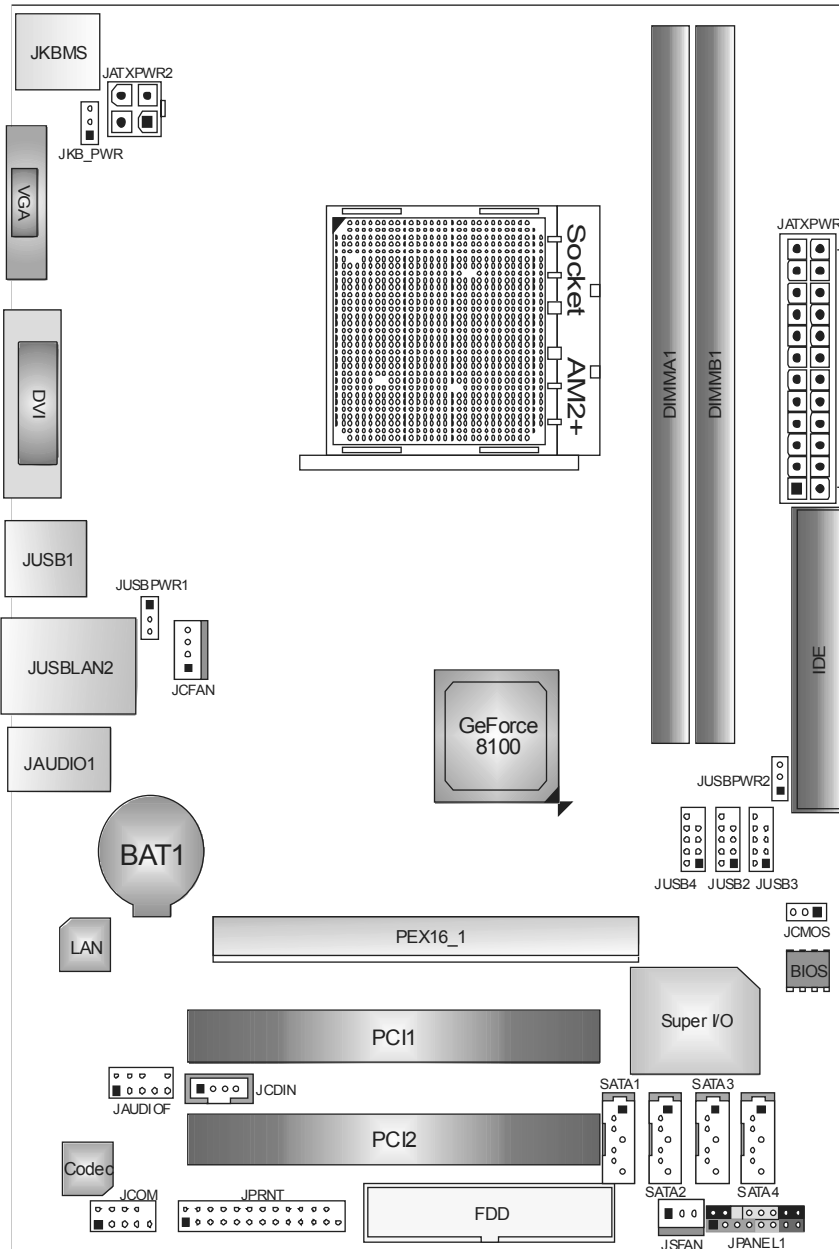 JKBMS
JATXPWR2
JKB_PWR
VGA
Socket AM2+
JATXPWR
DIMMA1
DIMMB1
DVI
JUSB1
JUSBPWR1
JUSBLAN2
JCFAN
IDE
GeForce
8100
JAUDIO1
JUSBPWR2
BAT1
JUSB4
JUSB2
JUSB3
PEX16_1
LAN
JCMOS
BIOS
Super I/O
PCI1
JAUDIOF
JCDIN
SATA1
SATA3
PCI2
Codec
SATA2
SATA4
JCOM
JPRNT
FDD
JSFAN
JPANEL1